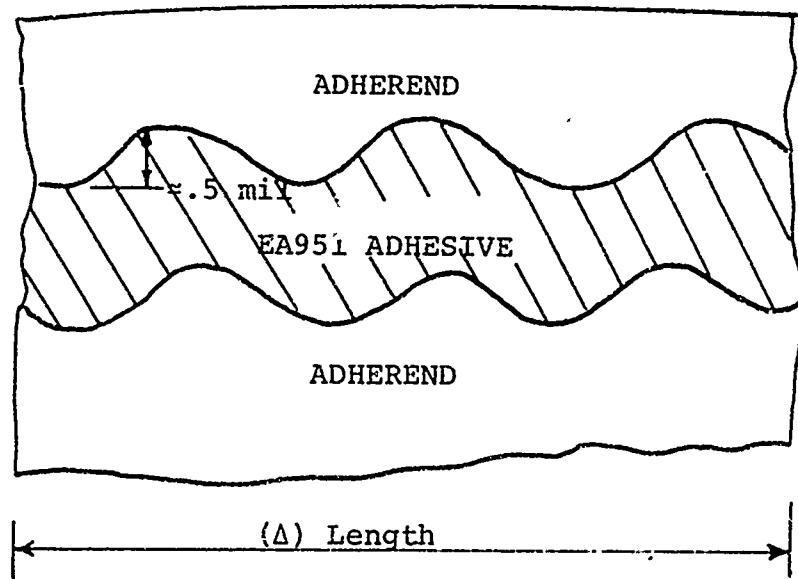 ADHEREND
≈.5 mil
EA951 ADHESIVE
ADHEREND
(Δ) Length